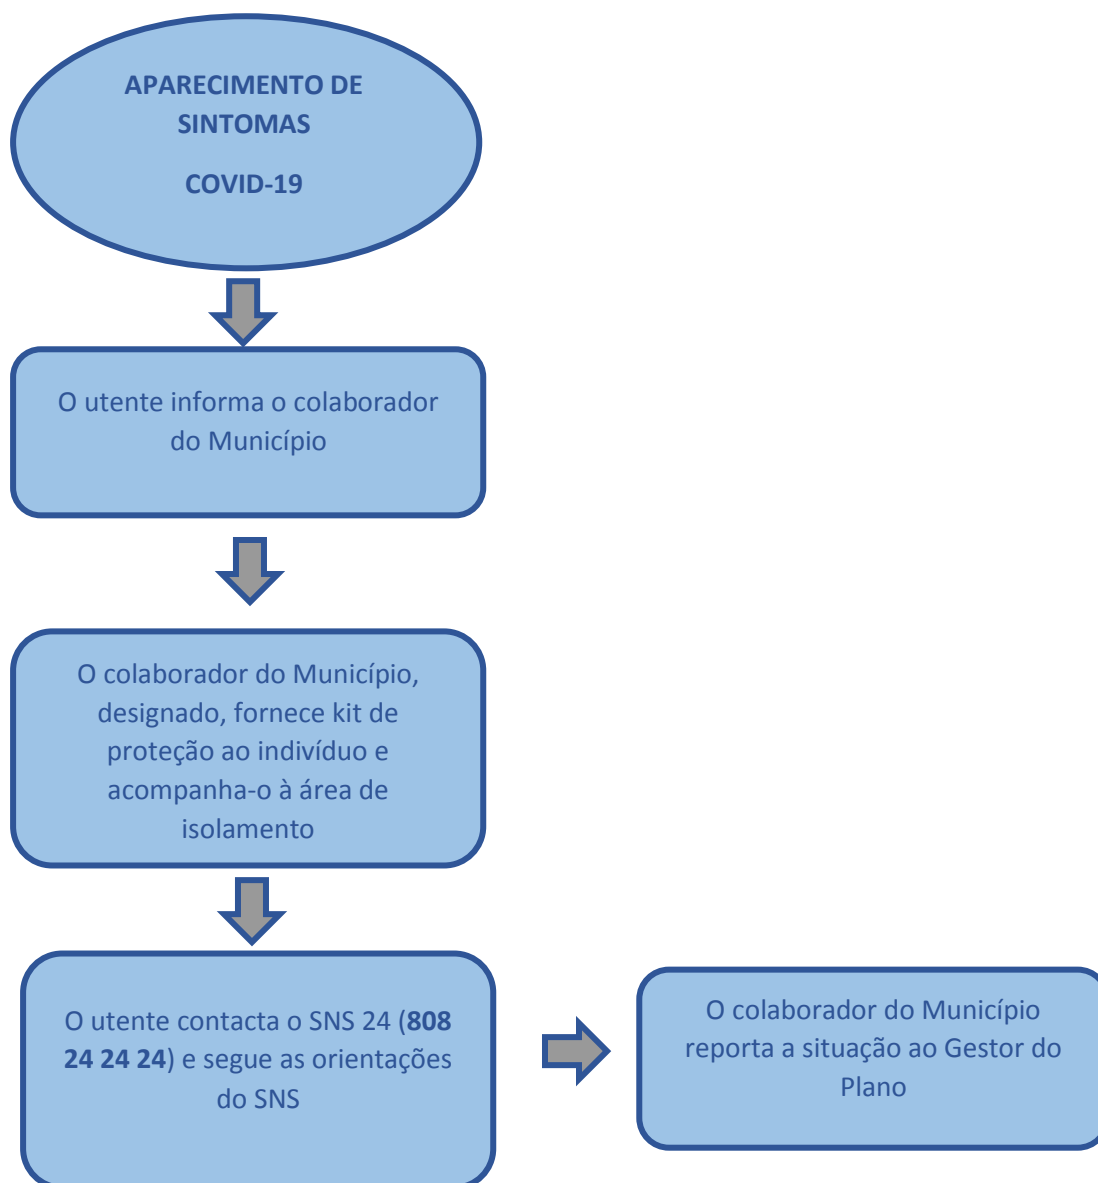 APARECIMENTO DE
SINTOMAS
COVID-19
O utente informa o colaborador
do Município
O colaborador do Município,
designado, fornece kit de
proteção ao indivíduo e
acompanha-o à área de
isolamento
O utente contacta o SNS 24 (808
24 24 24) e segue as orientações
do SNS
O colaborador do Município
reporta a situação ao Gestor do
Plano